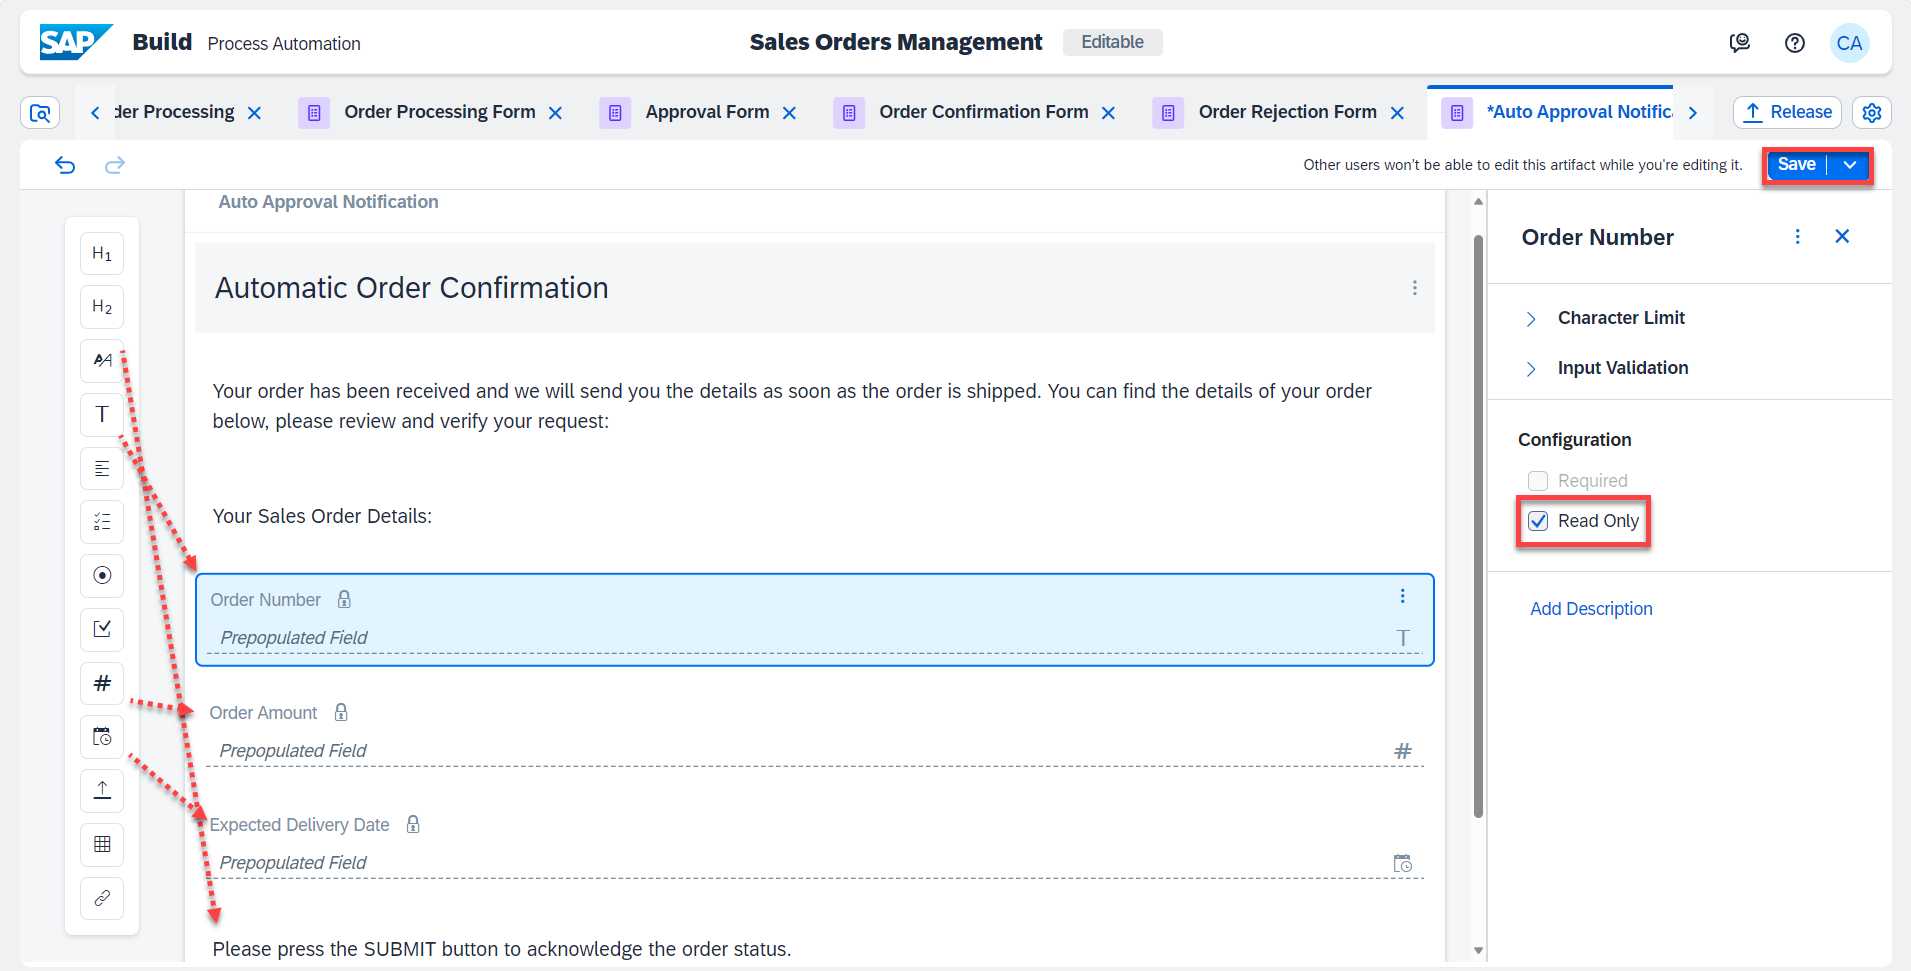 SAP Build Process Automation
Sales Orders Management Editable
CA
der Processing
Order Processing Form
Approval Form
Order Confirmation Form
Order Rejection Form
*Auto Approval Notific
Release
Other users won't be able to edit this artifact while you're editing it.
Save
Auto Approval Notification
H1
H2
AA
T
#
Automatic Order Confirmation
Your order has been received and we will send you the details as soon as the order is shipped. You can find the details of your order
below, please review and verify your request:
Your Sales Order Details:
Order Number
Prepopulated Field
T
Order Amount
Prepopulated Field
#
Expected Delivery Date
Prepopulated Field
Please press the SUBMIT button to acknowledge the order status.
Order Number
Character Limit
Input Validation
Configuration
Required
Read Only
Add Description